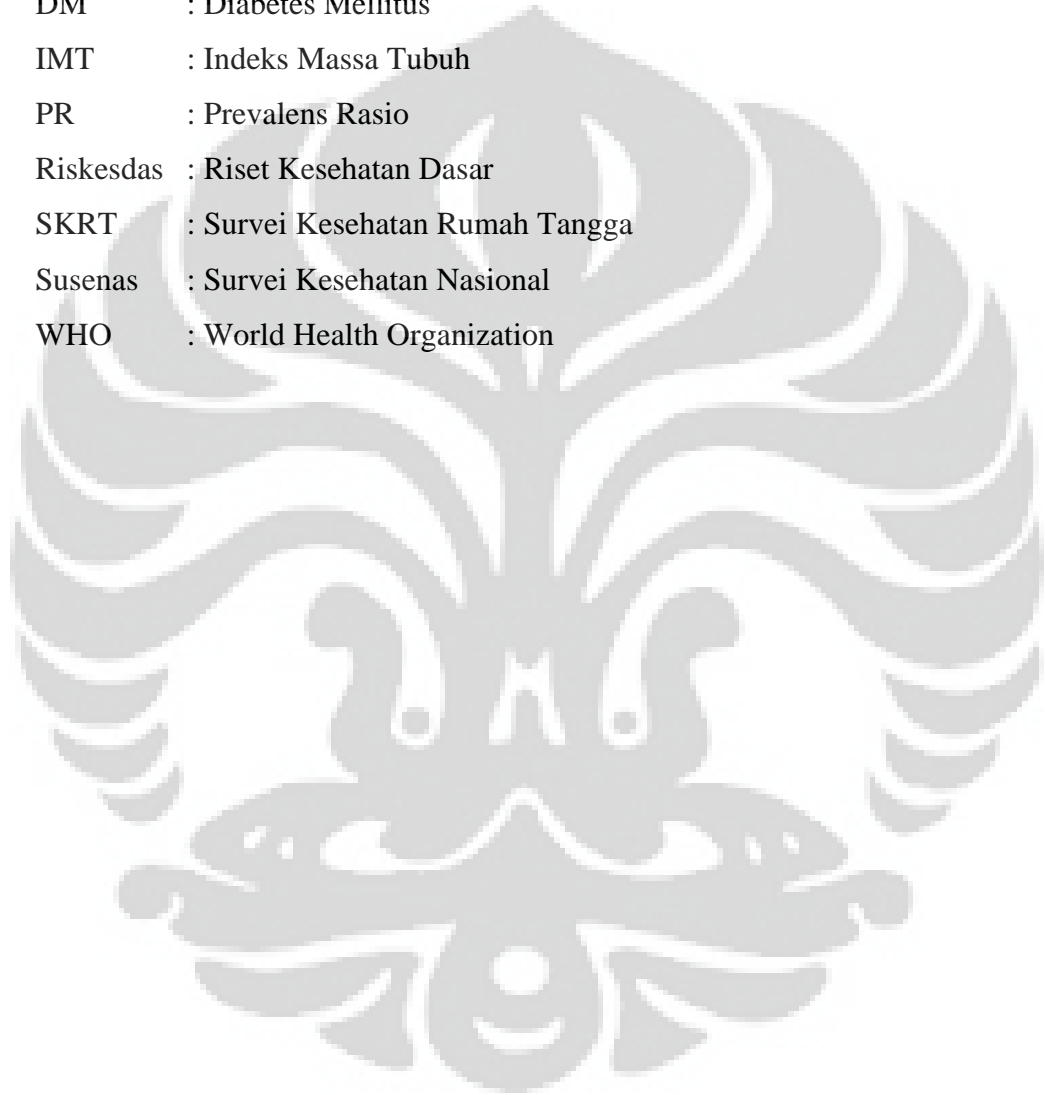 DM : Diabetes Mellitus
IMT : Indeks Massa Tubuh
PR : Prevalens Rasio
Riskesdas : Riset Kesehatan Dasar
SKRT : Survei Kesehatan Rumah Tangga
Susenas : Survei Kesehatan Nasional
WHO : World Health Organization